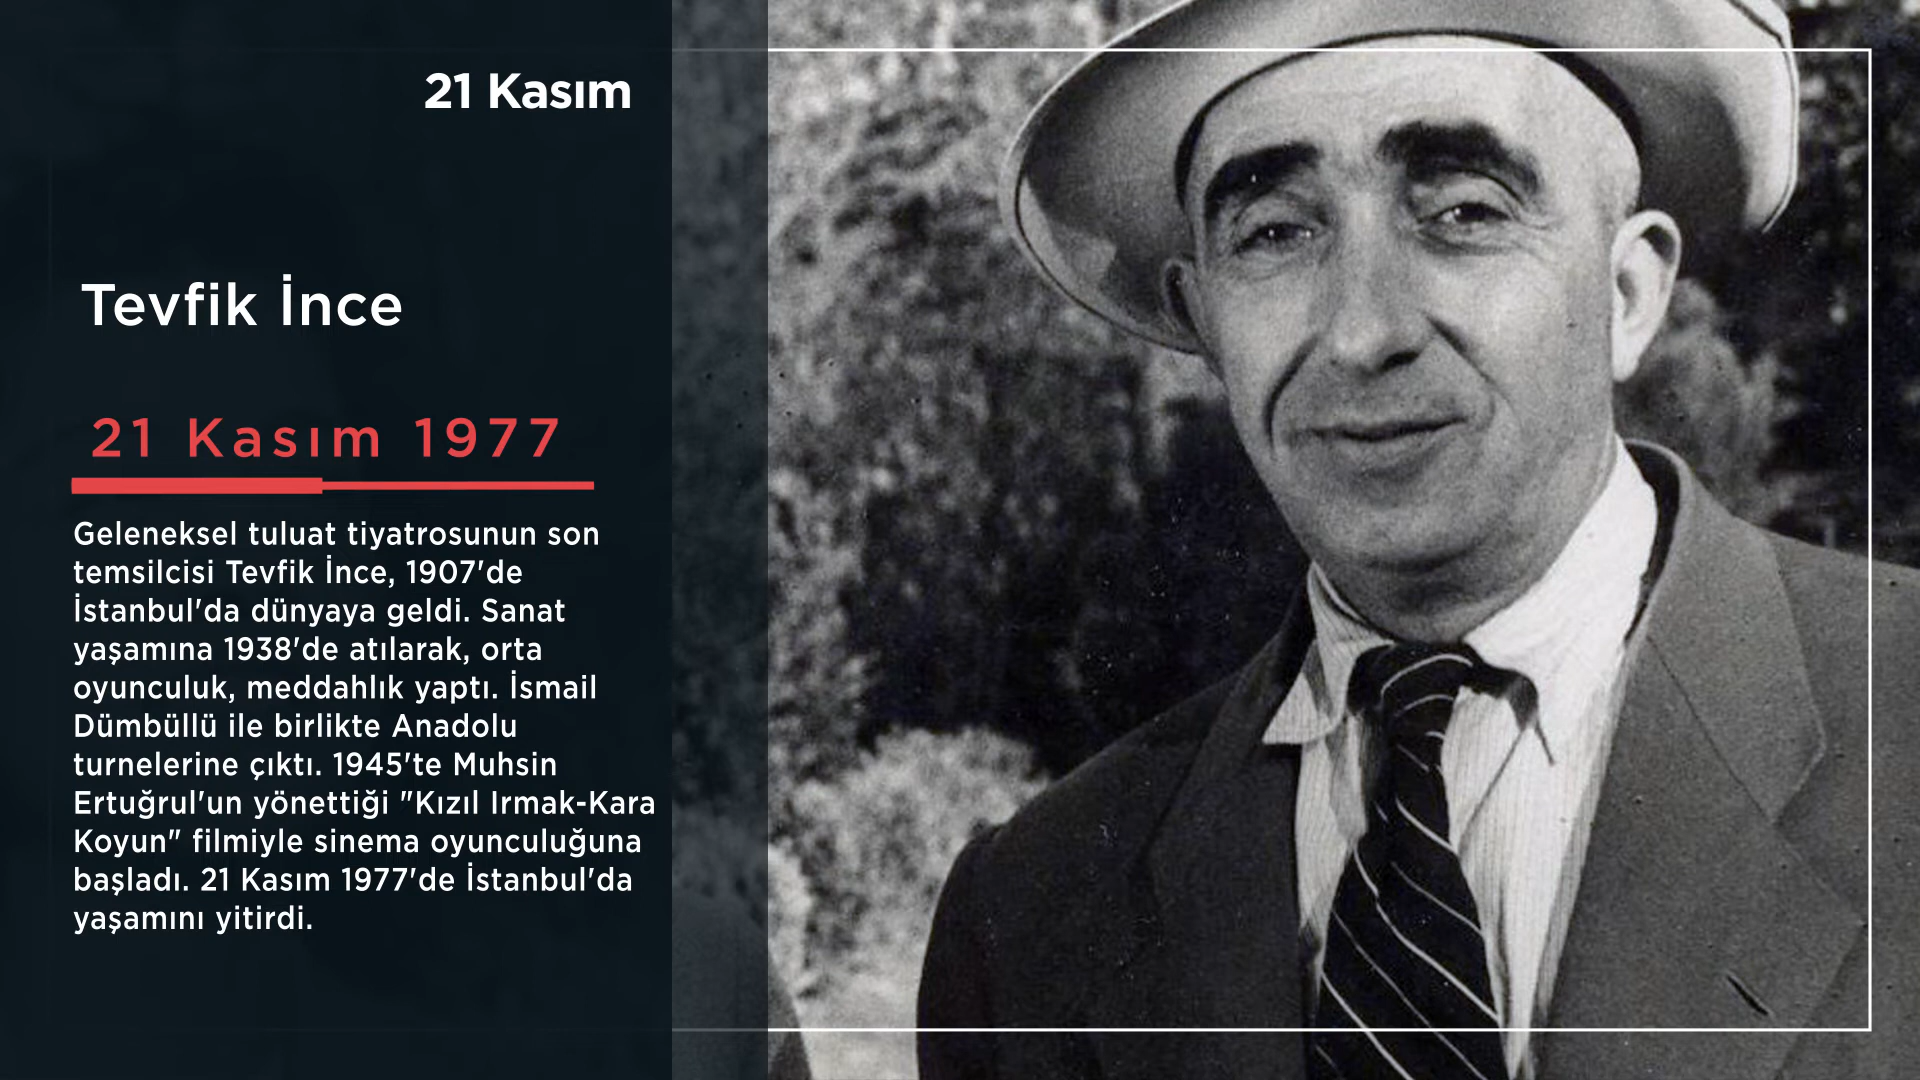 21 Kasım
Tevfik İnce
21 Kasım 1977
Geleneksel tuluat tiyatrosunun son
temsilcisi Tevfik İnce, 1907'de
İstanbul'da dünyaya geldi. Sanat
yaşamına 1938'de atılarak, orta
oyunculuk, meddahlık yaptı. İsmail
Dümbüllü ile birlikte Anadolu
turnelerine çıktı. 1945'te Muhsin
Ertuğrul'un yönettiği "Kızıl Irmak-Kara
Koyun" filmiyle sinema oyunculuğuna
başladı. 21 Kasım 1977'de İstanbul'da
yaşamını yitirdi.